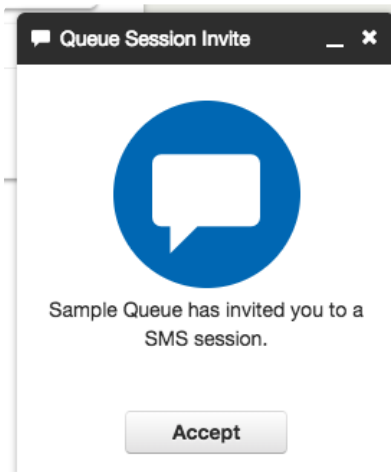 Queue Session Invite
Sample Queue has invited you to a
SMS session.
Accept